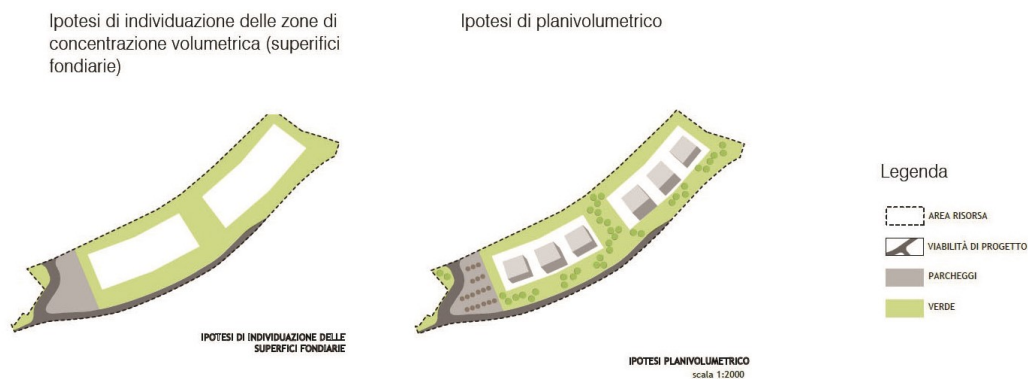 Ipotesi di individuazione delle zone di
concentrazione volumetrica (superifici
fondiarie)
Ipotesi di planivolumetrico
IPOTESI DI INDIVIDUAZIONE DELLE
SUPERFICI FONDIARIE
IPOTESI PLANIVOLUMETRICO
scala 1:2000
Legenda
AREA RISORSA
VIABILITÀ DI PROGETTO
PARCHEGGI
VERDE